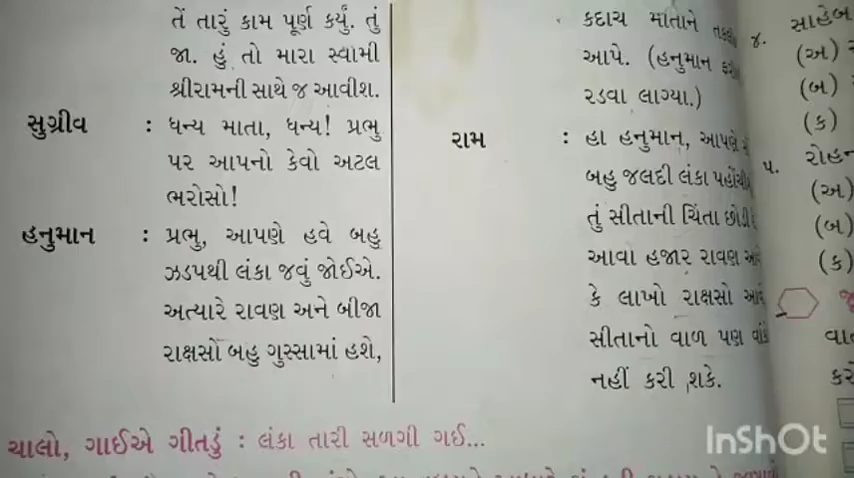 તેં તારું કામ પૂર્ણ કર્યું. તું
જા. હું તો મારા સ્વામી
શ્રીરામની સાથે જ આવીશ.
સુગ્રીવ : ધન્ય માતા, ધન્ય! પ્રભુ
પર આપનો કેવો અટલ
ભરોસો!
હનુમાન : પ્રભુ, આપણે હવે બહુ
ઝડપથી લંકા જવું જોઈએ.
અત્યારે રાવણ અને બીજા
રાક્ષસો બહુ ગુસ્સામાં હશે,
કદાચ માતાને
આપે. (હનુમાન
રડવા લાગ્યા.)
રામ : હા હનુમાન, આપણે
બહુ જલદી લંકા
તું સીતાની ચિંતા
આવા હજાર રાવણ
કે લાખો રાક્ષસો
સીતાનો વાળ પણ
નહીં કરી શકે.
ચાલો, ગાઈએ ગીતડું : લંકા તારી સળગી ગઈ...
૪. સાહેબ
(અ)
(બ)
(ક)
૫.
(અ)
(બ)
(ક)
InShOt